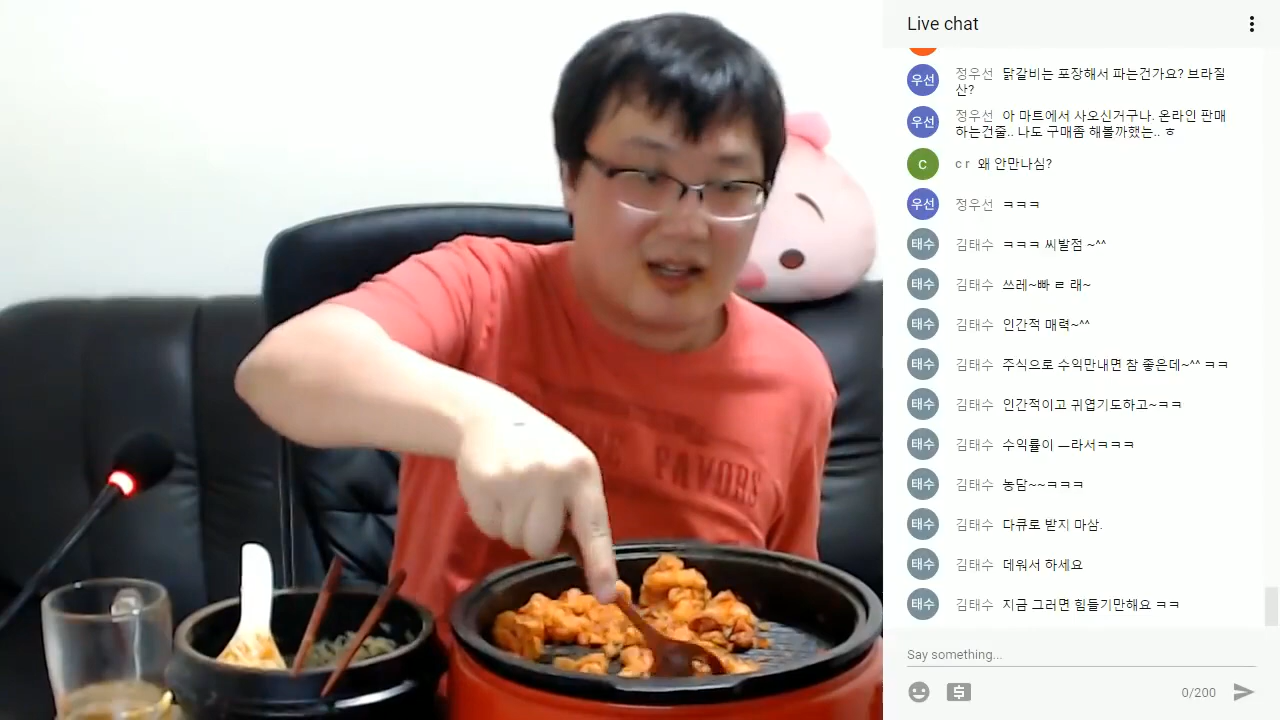 Live chat
우선 정우선 닭갈비는 포장해서 파는건가요? 브라질
산?
우선 정우선 아 마트에서 사오신거구나. 온라인 판매
하는건줄.. 나도 구매좀 해볼까했는.. ㅎ
C c r 왜 안만나심?
우선 정우선 ㅋㅋㅋ
태수 김태수 ㅋㅋㅋ 씨발점 ~^^
태수 김태수 쓰레~빠 ㄹ 래~
태수 김태수 인간적 매력~^^
태수 김태수 주식으로 수익만내면 참 좋은데~^^ ㅋㅋ
태수 김태수 인간적이고 귀엽기도하고~ㅋㅋ
태수 김태수 수익률이 ㅡ라서ㅋㅋㅋ
태수 김태수 농담~~ㅋㅋㅋ
태수 김태수 다큐로 받지 마삼.
태수 김태수 데워서 하세요
태수 김태수 지금 그러면 힘들기만해요 ㅋㅋ
Say something...
0/200
FAVORS